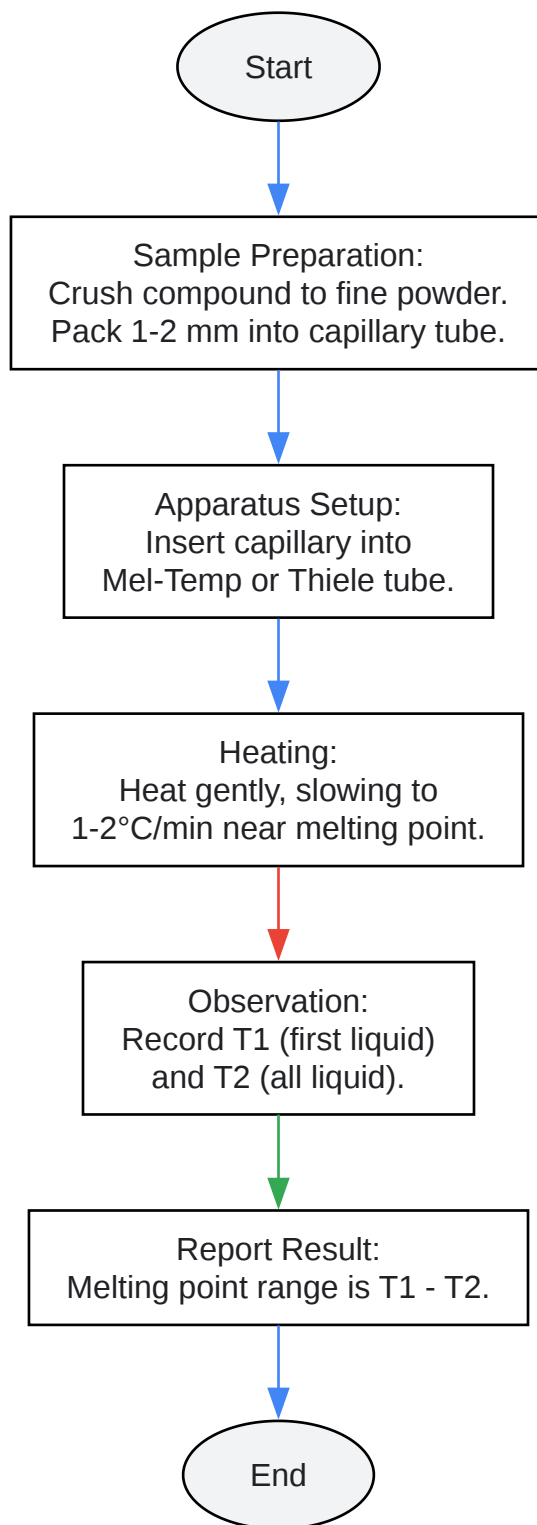 Start
Sample Preparation:
Crush compound to fine powder.
Pack 1-2 mm into capillary tube.
Apparatus Setup:
Insert capillary into
Mel-Temp or Thiele tube.
Heating:
Heat gently, slowing to
1-2°C/min near melting point.
Observation:
Record T1 (first liquid)
and T2 (all liquid).
Report Result:
Melting point range is T1 - T2.
End